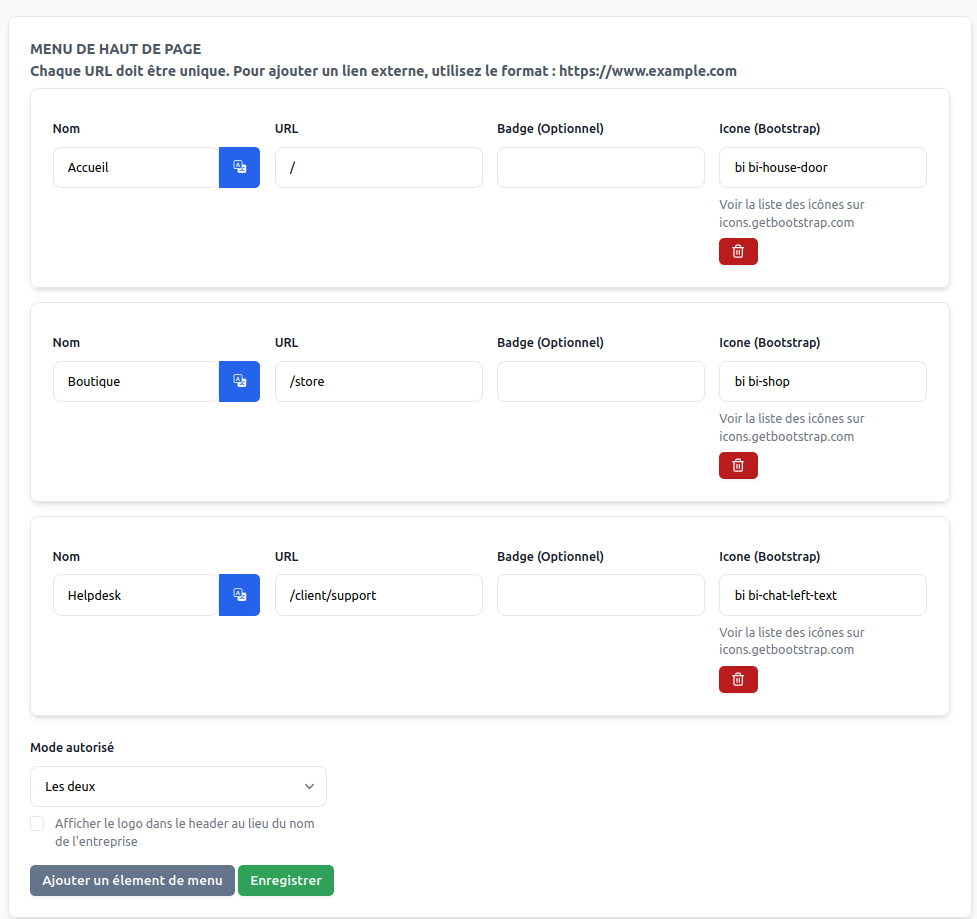 MENU DE HAUT DE PAGE
Chaque URL doit être unique. Pour ajouter un lien externe, utilisez le format : https://www.example.com
Nom URL Badge (Optionnel) Icone (Bootstrap)
Accueil / bi bi-house-door
Voir la liste des icônes sur
icons.getbootstrap.com
Nom URL Badge (Optionnel) Icone (Bootstrap)
Boutique /store bi bi-shop
Voir la liste des icônes sur
icons.getbootstrap.com
Nom URL Badge (Optionnel) Icone (Bootstrap)
Helpdesk /client/support bi bi-chat-left-text
Voir la liste des icônes sur
icons.getbootstrap.com
Mode autorisé
Les deux
Afficher le logo dans le header au lieu du nom
de l'entreprise
Ajouter un élement de menu Enregistrer